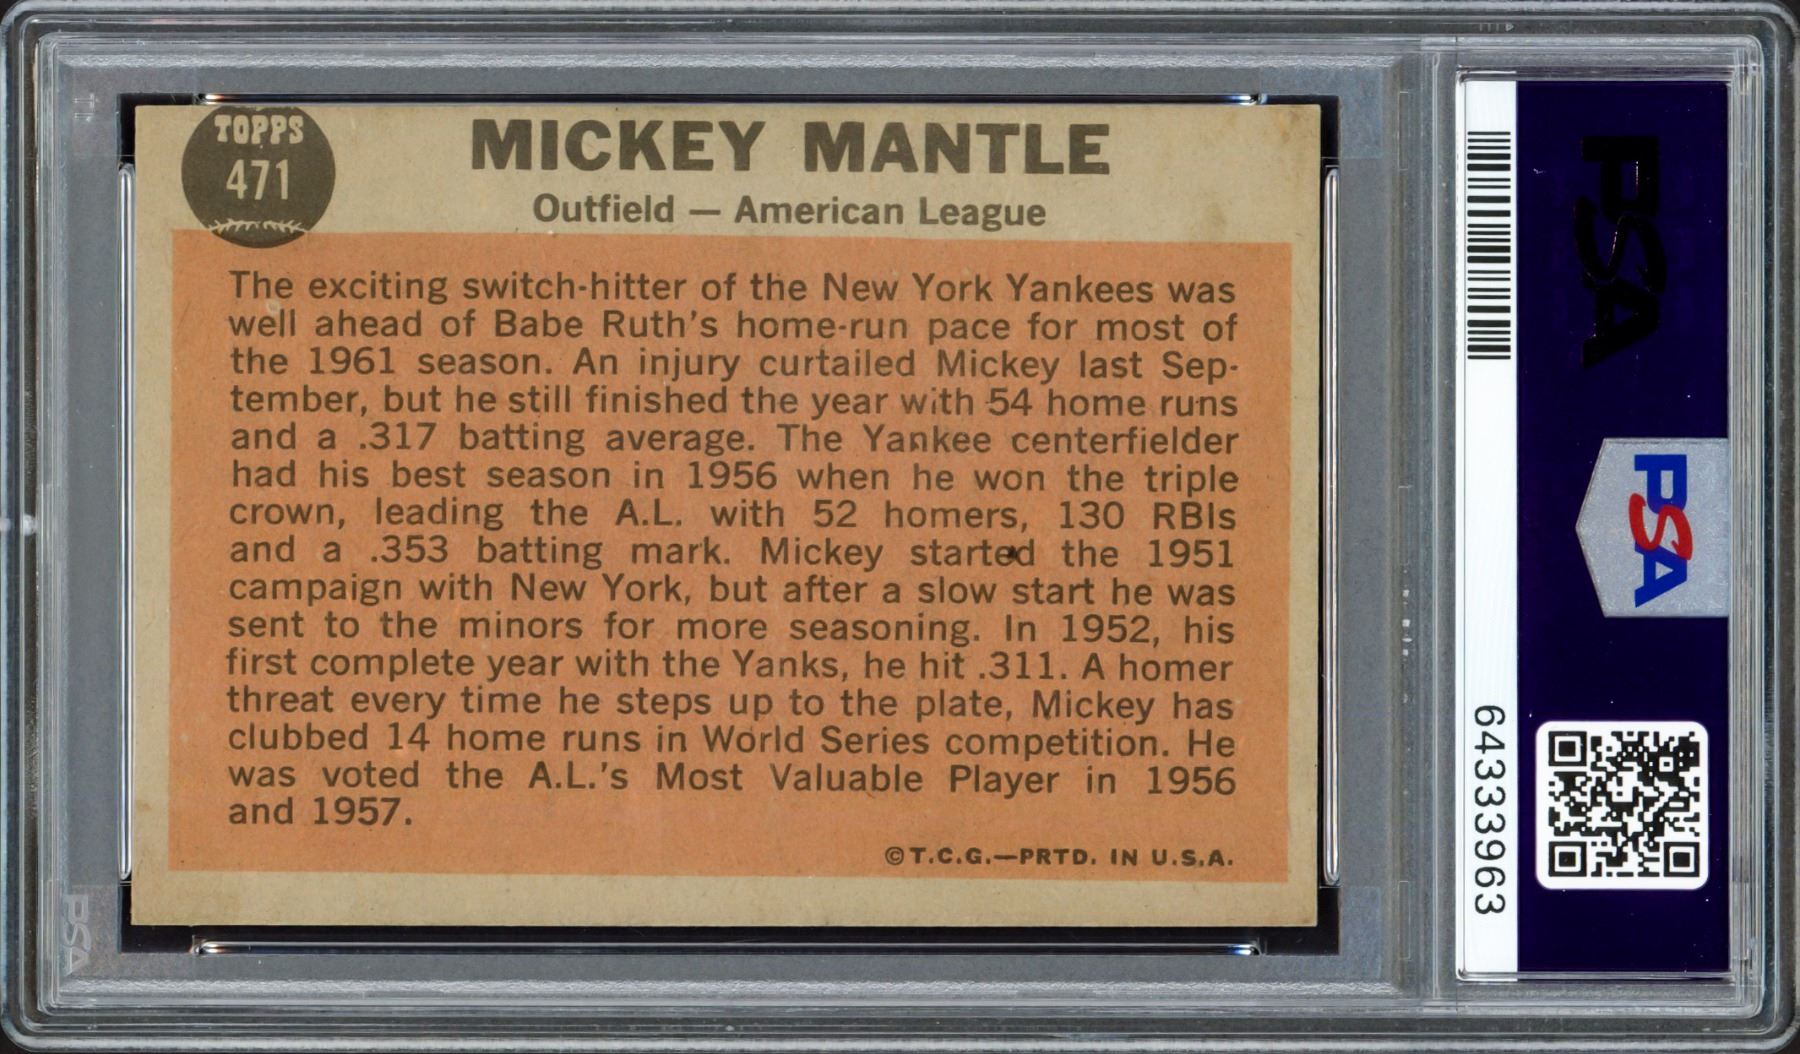 TOPPS
471
MICKEY MANTLE
Outfield — American League
The exciting switch-hitter of the New York Yankees was
well ahead of Babe Ruth's home-run pace for most of
the 1961 season. An injury curtailed Mickey last Sep-
tember, but he still finished the year with 54 home runs
and a .317 batting average. The Yankee centerfielder
had his best season in 1956 when he won the triple
crown, leading the A.L. with 52 homers, 130 RBIs
and a .353 batting mark. Mickey started the 1951
campaign with New York, but after a slow start he was
sent to the minors for more seasoning. In 1952, his
first complete year with the Yanks, he hit .311. A homer
threat every time he steps up to the plate, Mickey has
clubbed 14 home runs in World Series competition. He
was voted the A.L.'s Most Valuable Player in 1956
and 1957.
©T.C.G.—PRTD. IN U.S.A.
PSA
PSA
64333963
PSA